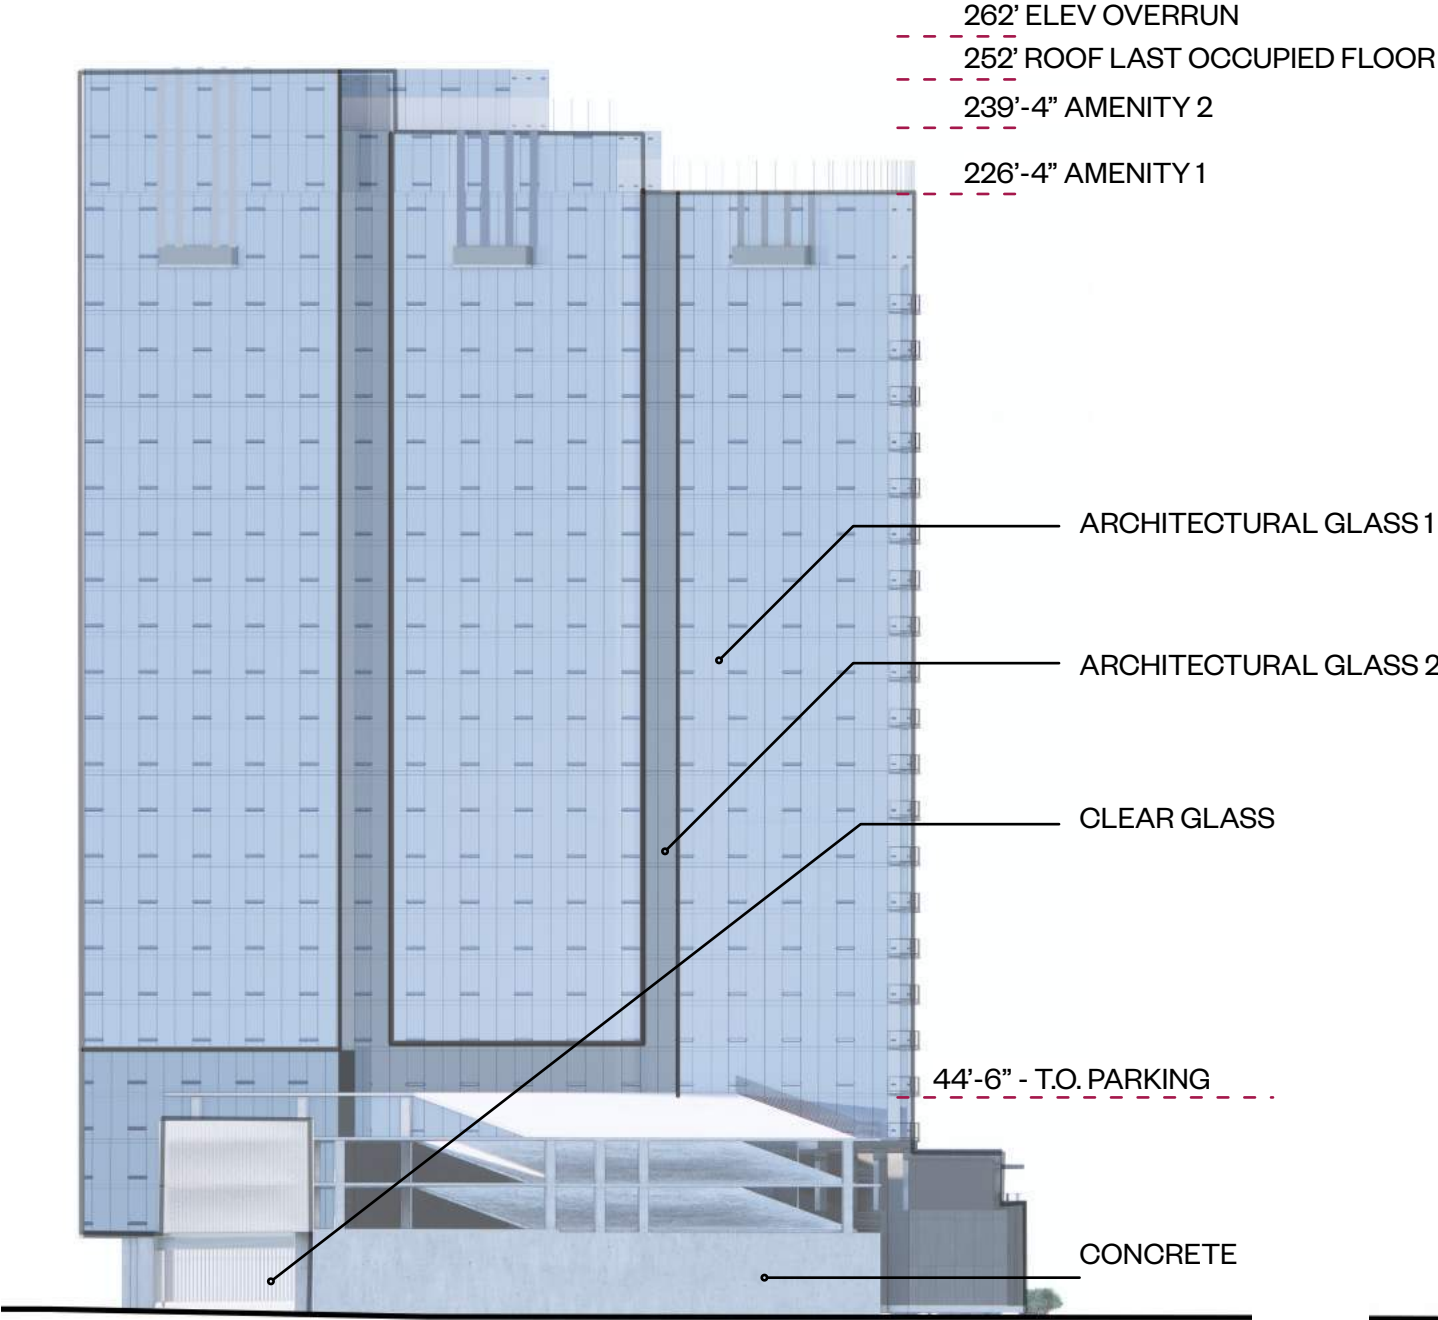 262’ ELEV OVERRUN
252’ ROOF LAST OCCUPIED FLOOR
239’-4” AMENITY 2
226’-4” AMENITY 1
ARCHITECTURAL GLASS 1
ARCHITECTURAL GLASS 2
CLEAR GLASS
44’-6” - T.O. PARKING
CONCRETE